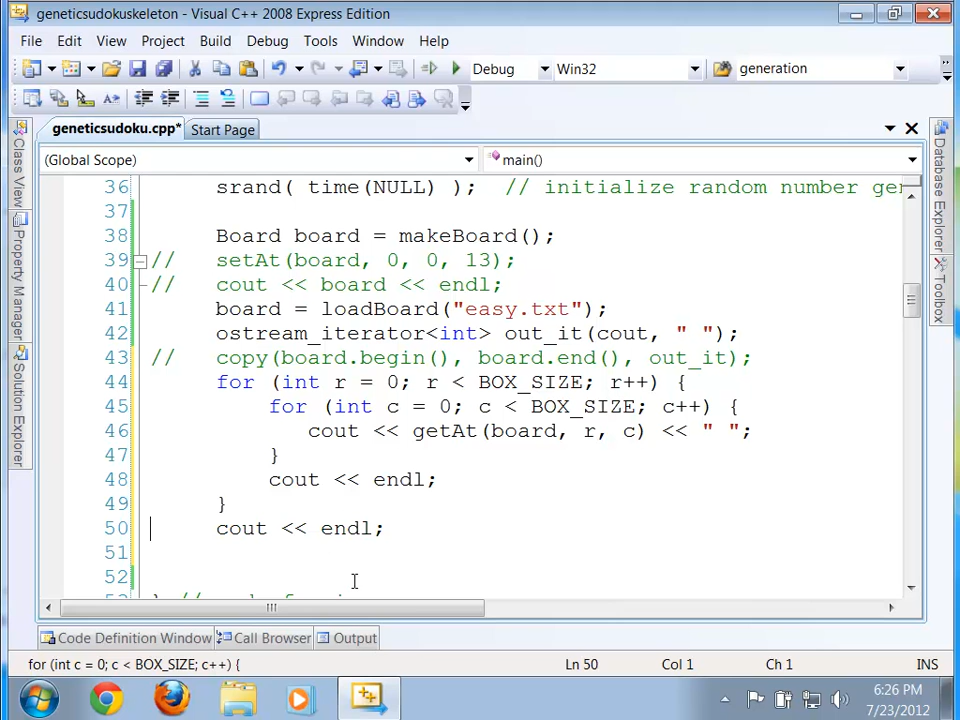 geneticsudokuskeleton - Visual C++ 2008 Express Edition
File Edit View Project Build Debug Tools Window Help
Debug Win32 generation
geneticsudoku.cpp* Start Page
(Global Scope) main()
36 srand( time(NULL) ); // initialize random number gen
37
38 Board board = makeBoard();
39 // setAt(board, 0, 0, 13);
40 // cout << board << endl;
41 board = loadBoard("easy.txt");
42 ostream_iterator<int> out_it(cout, " ");
43 // copy(board.begin(), board.end(), out_it);
44 for (int r = 0; r < BOX_SIZE; r++) {
45 for (int c = 0; c < BOX_SIZE; c++) {
46 cout << getAt(board, r, c) << " ";
47 }
48 cout << endl;
49 }
50 cout << endl;
51
52
Class View
Property Manager
Solution Explorer
Database Explorer
Toolbox
Code Definition Window Call Browser Output
for (int c = 0; c < BOX_SIZE; c++) { Ln 50 Col 1 Ch 1 INS
6:26 PM
7/23/2012